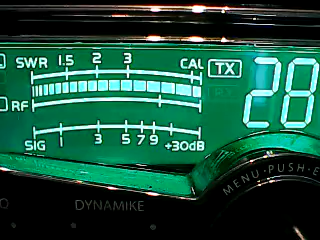 SWR 1.5 2 3 CAL TX
28
RF
1 3 5 7 9 +30dB
SIG
MENU·PUSH·E
DYNAMIKE